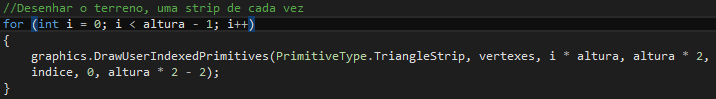 //Desenhar o terreno, uma strip de cada vez
for (int i = 0; i < altura - 1; i++)
{
graphics.DrawUserIndexedPrimitives(PrimitiveType.TriangleStrip, vertexes, i * altura, altura * 2,
indice, 0, altura * 2 - 2);
}